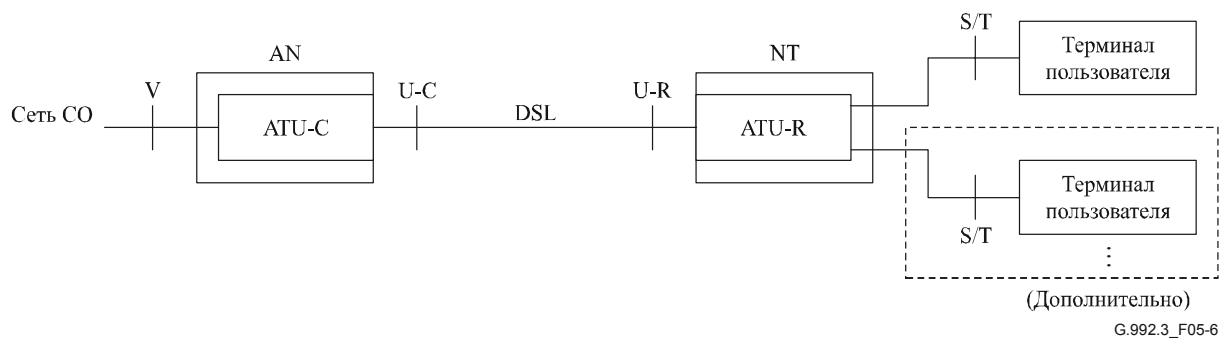 S/T
Терминал
пользователя
AN
NT
V
U-C
U-R
Сеть CO
ATU-C
DSL
ATU-R
Терминал
пользователя
S/T
⋮
(Дополнительно)
G.992.3_F05-6